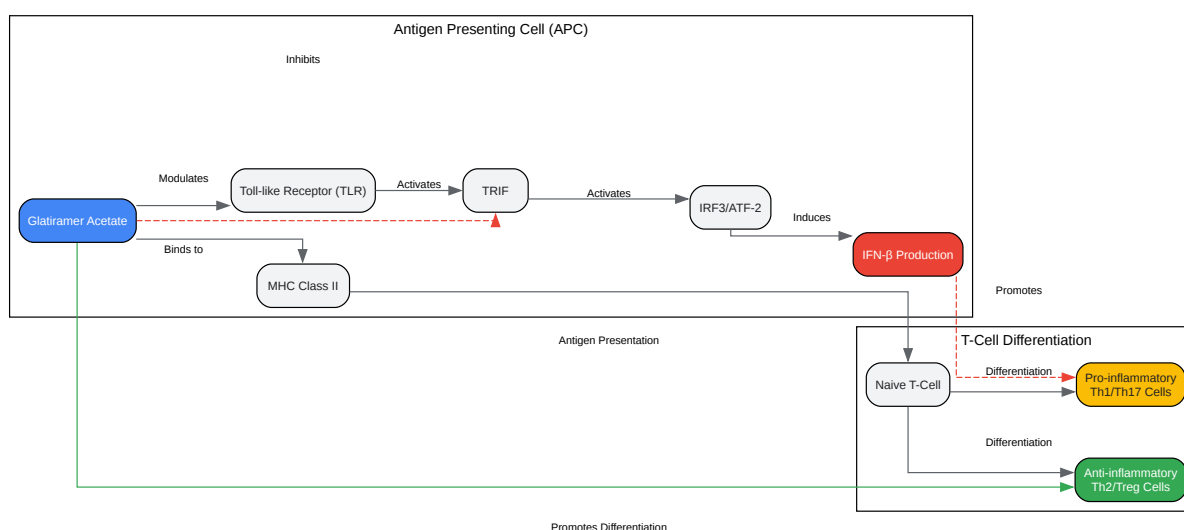 Antigen Presenting Cell (APC)
Inhibits
Modulates
Toll-like Receptor (TLR)
Activates
TRIF
Activates
IRF3/ATF-2
Glatiramer Acetate
Induces
Binds to
IFN-β Production
MHC Class II
Promotes
Antigen Presentation
T-Cell Differentiation
Naive T-Cell
Differentiation
Pro-inflammatory
Th1/Th17 Cells
Differentiation
Anti-inflammatory
Th2/Treg Cells
Promotes Differentiation